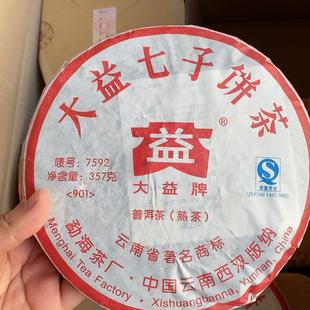 大益七子饼茶
唛号：7592
净含量：357克
<901>
益
®
大益牌
普洱茶（熟茶）
云南省著名商标
勐海茶厂·中国云南西双版纳
Menghai Tea Factory · Xishuangbanna, Yunnan, China